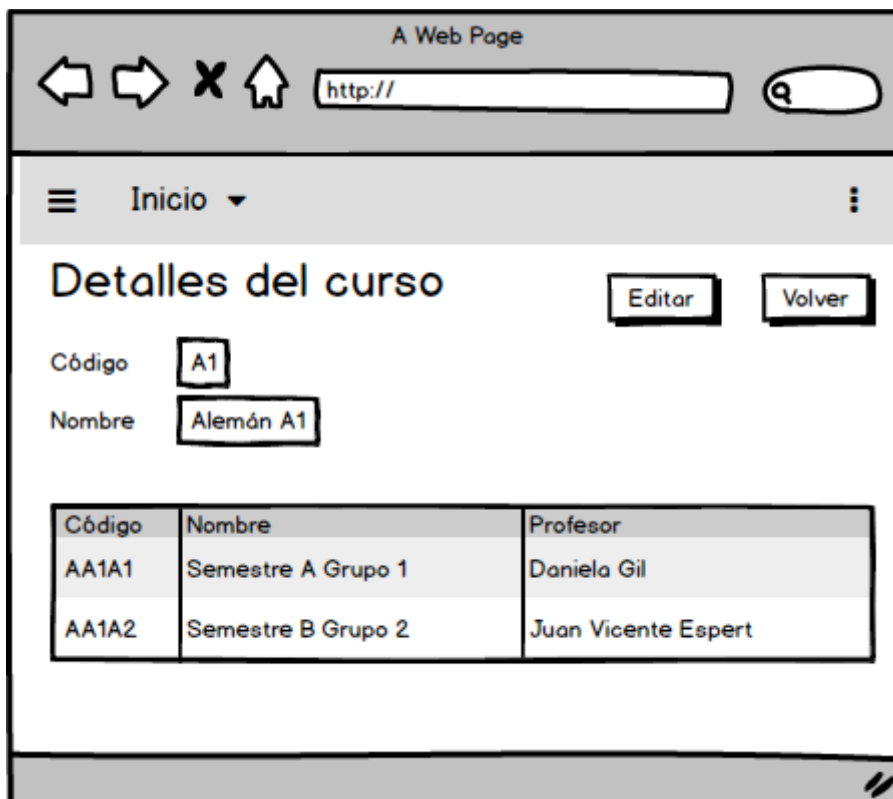 A Web Page
http://
Inicio
Detalles del curso
Editar
Volver
Código A1
Nombre Alemán A1
Código Nombre Profesor
AA1A1 Semestre A Grupo 1 Daniela Gil
AA1A2 Semestre B Grupo 2 Juan Vicente Espert